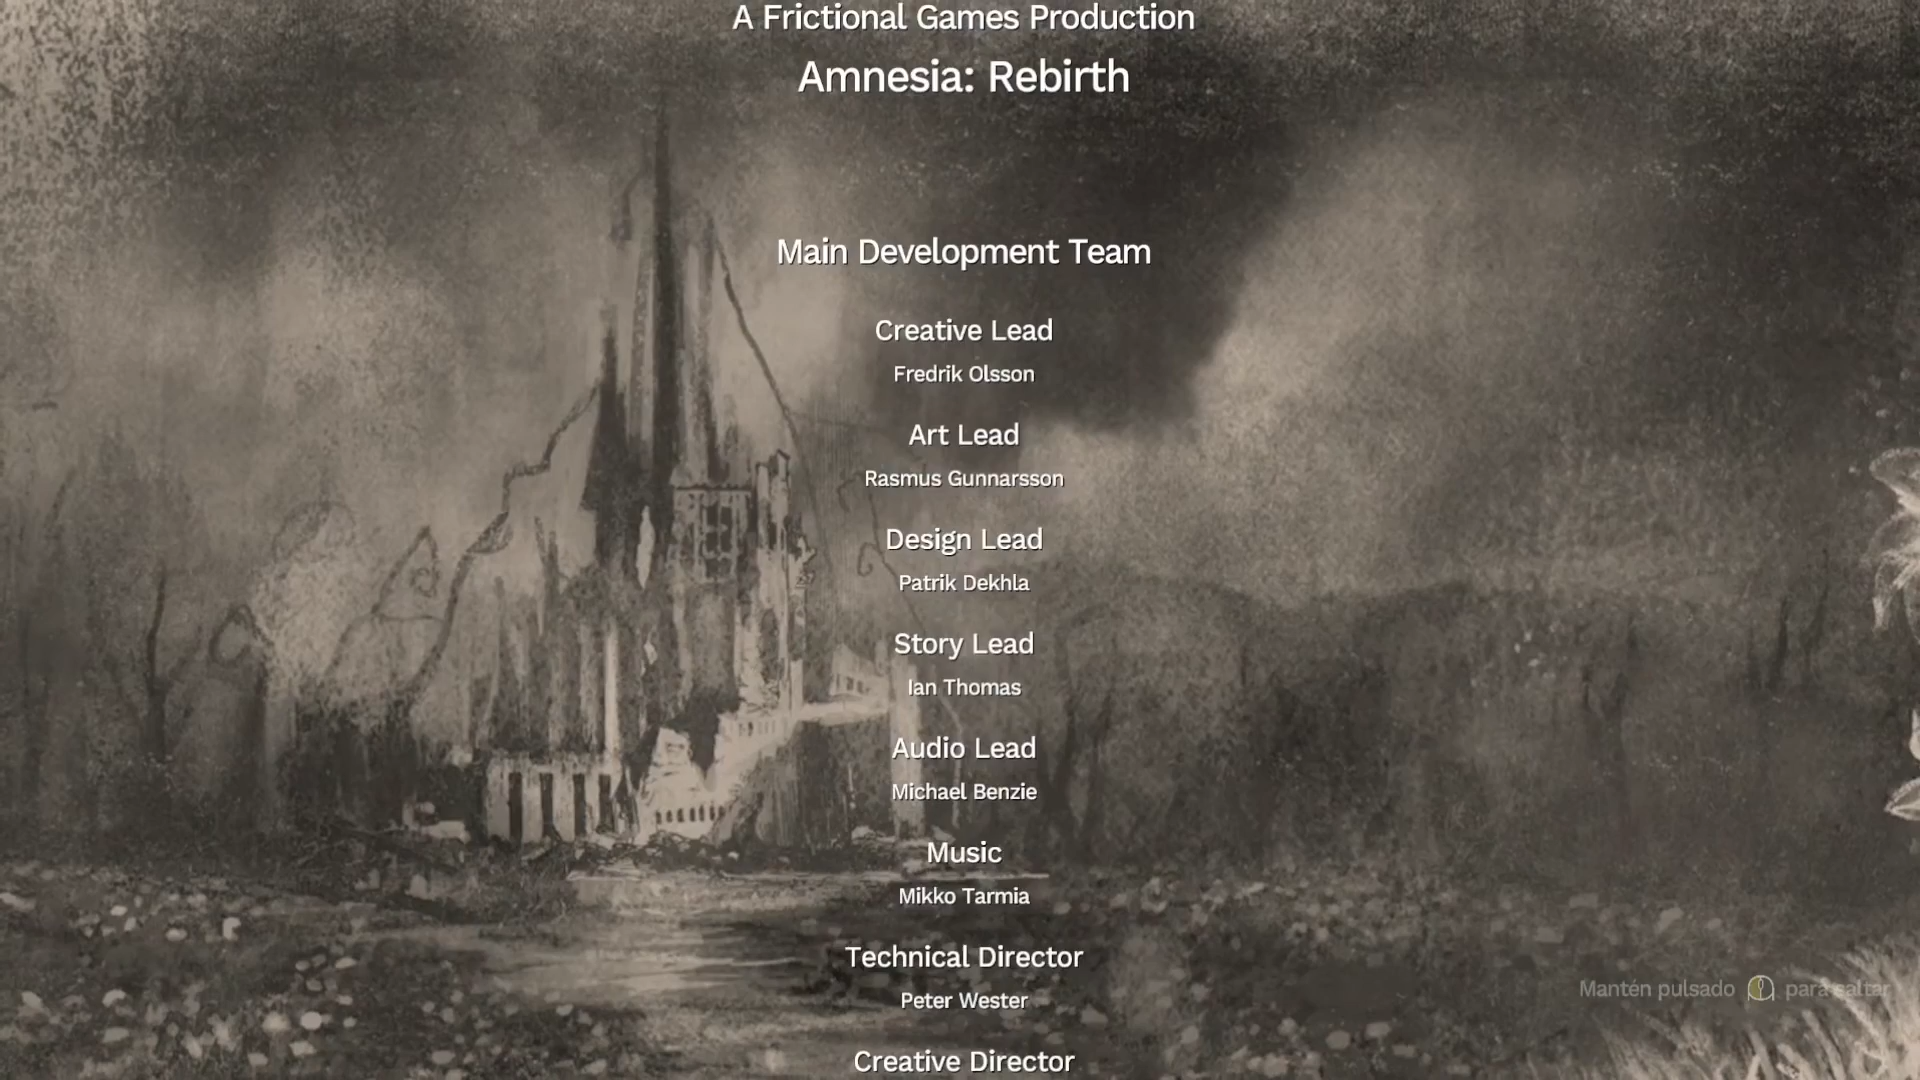 A Frictional Games Production
Amnesia: Rebirth
Main Development Team
Creative Lead
Fredrik Olsson
Art Lead
Rasmus Gunnarsson
Design Lead
Patrik Dekhla
Story Lead
Ian Thomas
Audio Lead
Michael Benzie
Music
Mikko Tarmia
Technical Director
Peter Wester
Mantén pulsado para saltar
Creative Director